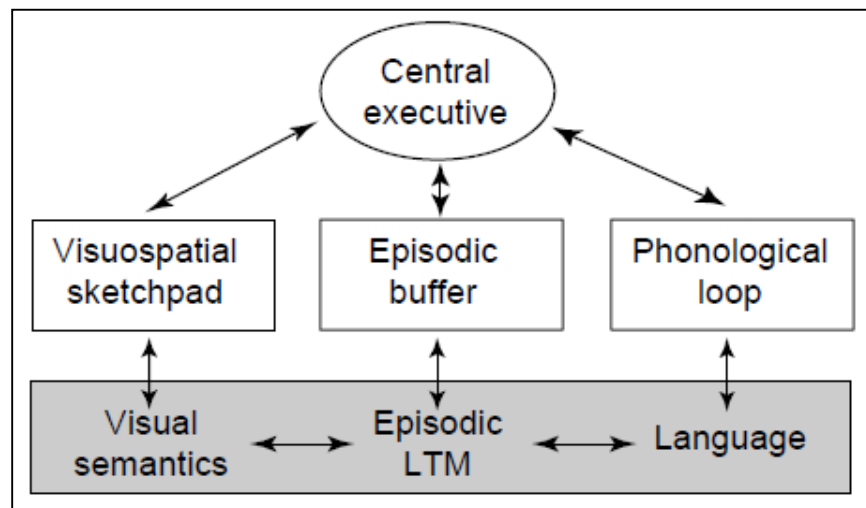 Central
executive
Visuospatial
sketchpad
Episodic
buffer
Phonological
loop
Visual
semantics
Episodic
LTM
Language